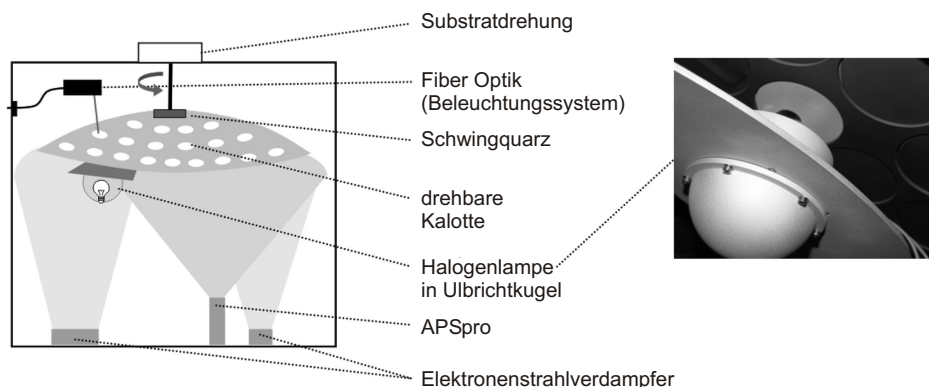 Substratdrehung
Fiber Optik
(Beleuchtungssystem)
Schwingquarz
drehbare
Kalotte
Halogenlampe
in Ulbrichtkugel
APSpro
Elektronenstrahlverdampfer